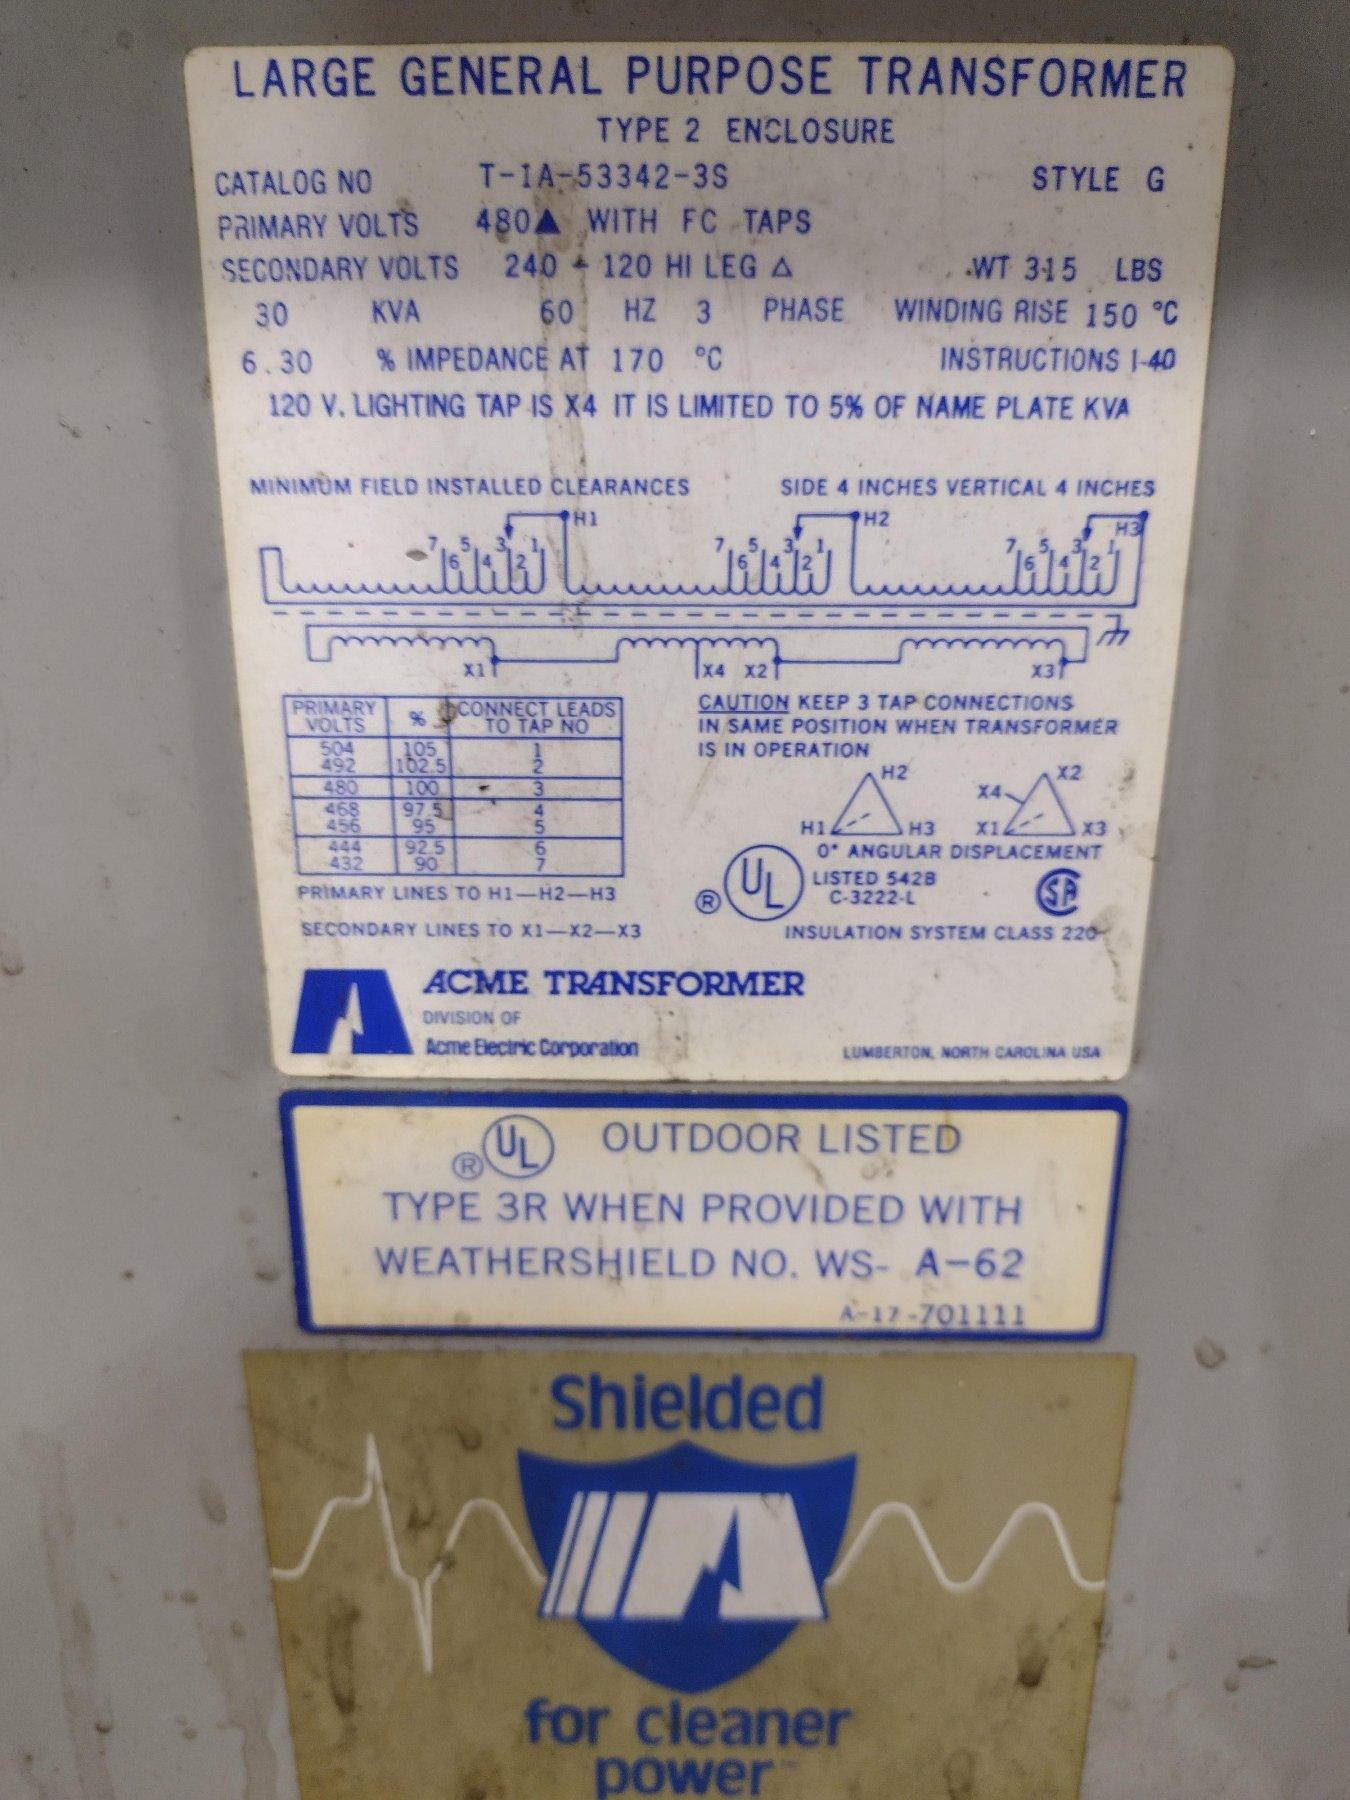 LARGE GENERAL PURPOSE TRANSFORMER
TYPE 2 ENCLOSURE
CATALOG NO T-1A-53342-3S STYLE G
PRIMARY VOLTS 480▲ WITH FC TAPS
SECONDARY VOLTS 240 - 120 HI LEG △ WT 315 LBS
30 KVA 60 HZ 3 PHASE WINDING RISE 150 °C
6.30 % IMPEDANCE AT 170 °C INSTRUCTIONS I-40
120 V. LIGHTING TAP IS X4 IT IS LIMITED TO 5% OF NAME PLATE KVA
MINIMUM FIELD INSTALLED CLEARANCES SIDE 4 INCHES VERTICAL 4 INCHES
H1 H2 H3
7 6 5 4 3 2 1 7 6 5 4 3 2 1 7 6 5 4 3 2 1
X1 X4 X2 X3
PRIMARY VOLTS % CONNECT LEADS TO TAP NO
504 105 1
492 102.5 2
480 100 3
468 97.5 4
456 95 5
444 92.5 6
432 90 7
PRIMARY LINES TO H1—H2—H3
SECONDARY LINES TO X1—X2—X3
CAUTION KEEP 3 TAP CONNECTIONS
IN SAME POSITION WHEN TRANSFORMER
IS IN OPERATION
H2 X2
X4
H1 H3 X1 X3
0° ANGULAR DISPLACEMENT
® UL LISTED 542B
C-3222-L
SA
INSULATION SYSTEM CLASS 220
ACME TRANSFORMER
DIVISION OF
Acme Electric Corporation
LUMBERTON, NORTH CAROLINA USA
® UL OUTDOOR LISTED
TYPE 3R WHEN PROVIDED WITH
WEATHERSHIELD NO. WS- A-62
A-17-701111
Shielded
for cleaner
power™